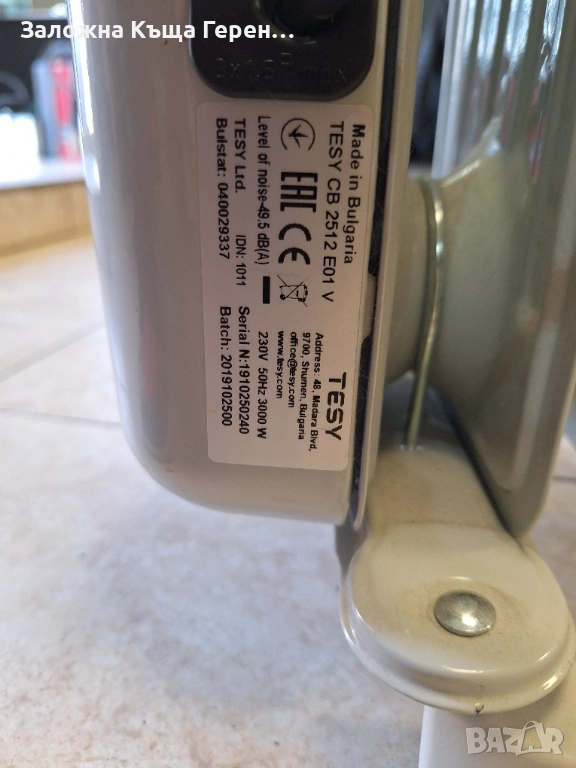 Заложна Къща Герен...
Made in Bulgaria
TESY CB 2512 E01 V
EAC CE
Level of noise-49.5 dB(A)
TESY Ltd. IDN: 1011
Bulstat: 040029337
TESY
Address: 48, Madara Blvd,
9700, Shumen, Bulgaria
office@tesy.com
www.tesy.com
230V 50Hz 3000 W
Serial N:1910250240
Batch: 2019102500
BAZAR